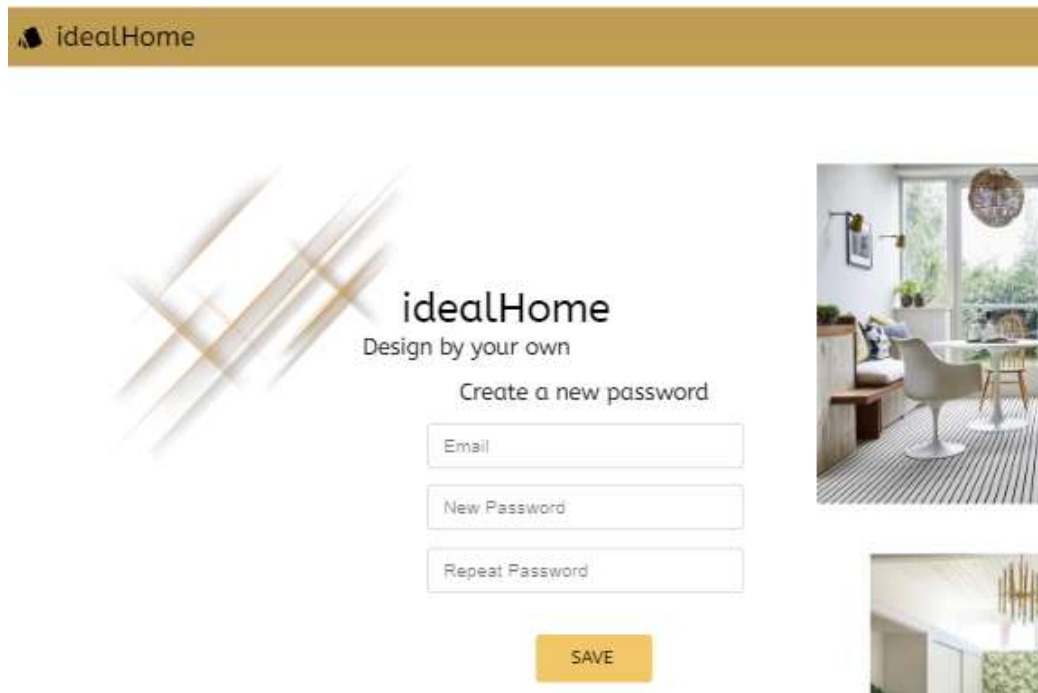 idealHome
idealHome
Design by your own
Create a new password
Email
New Password
Repeat Password
SAVE